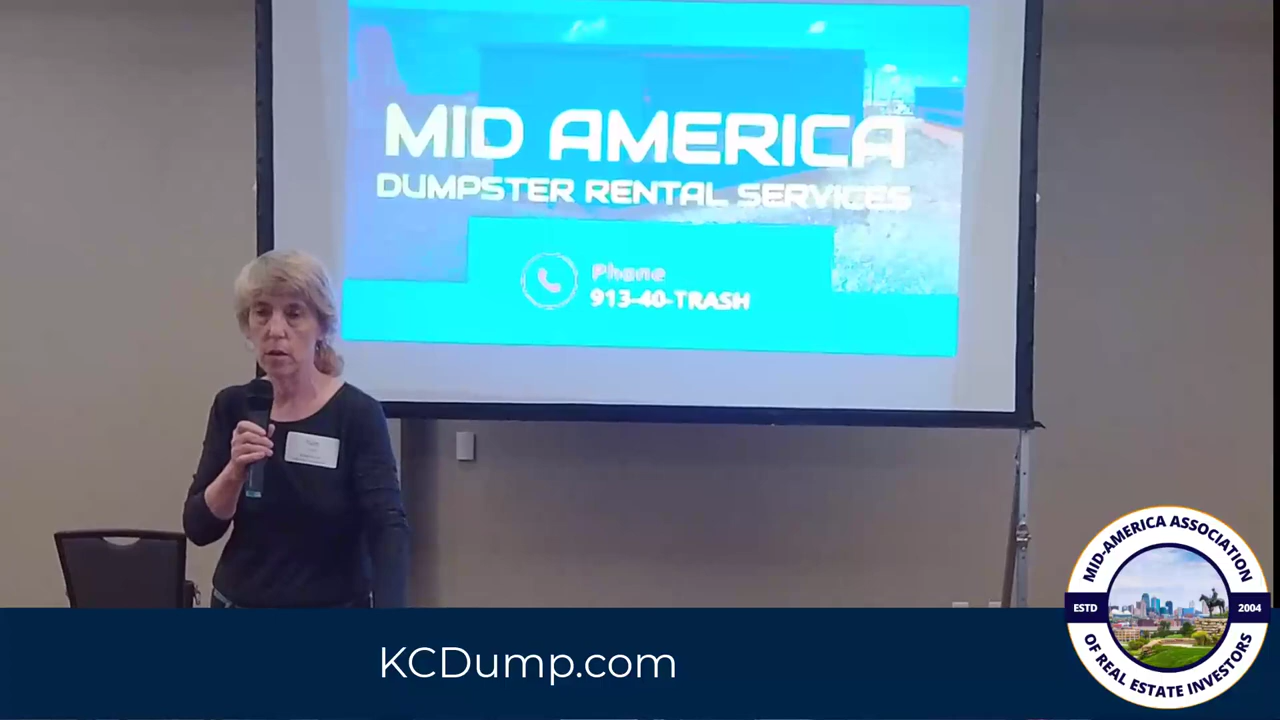 MID AMERICA
DUMPSTER RENTAL SERVICES
Phone
913-40-TRASH
KCDump.com
MID-AMERICA ASSOCIATION
ESTD
2004
OF REAL ESTATE INVESTORS